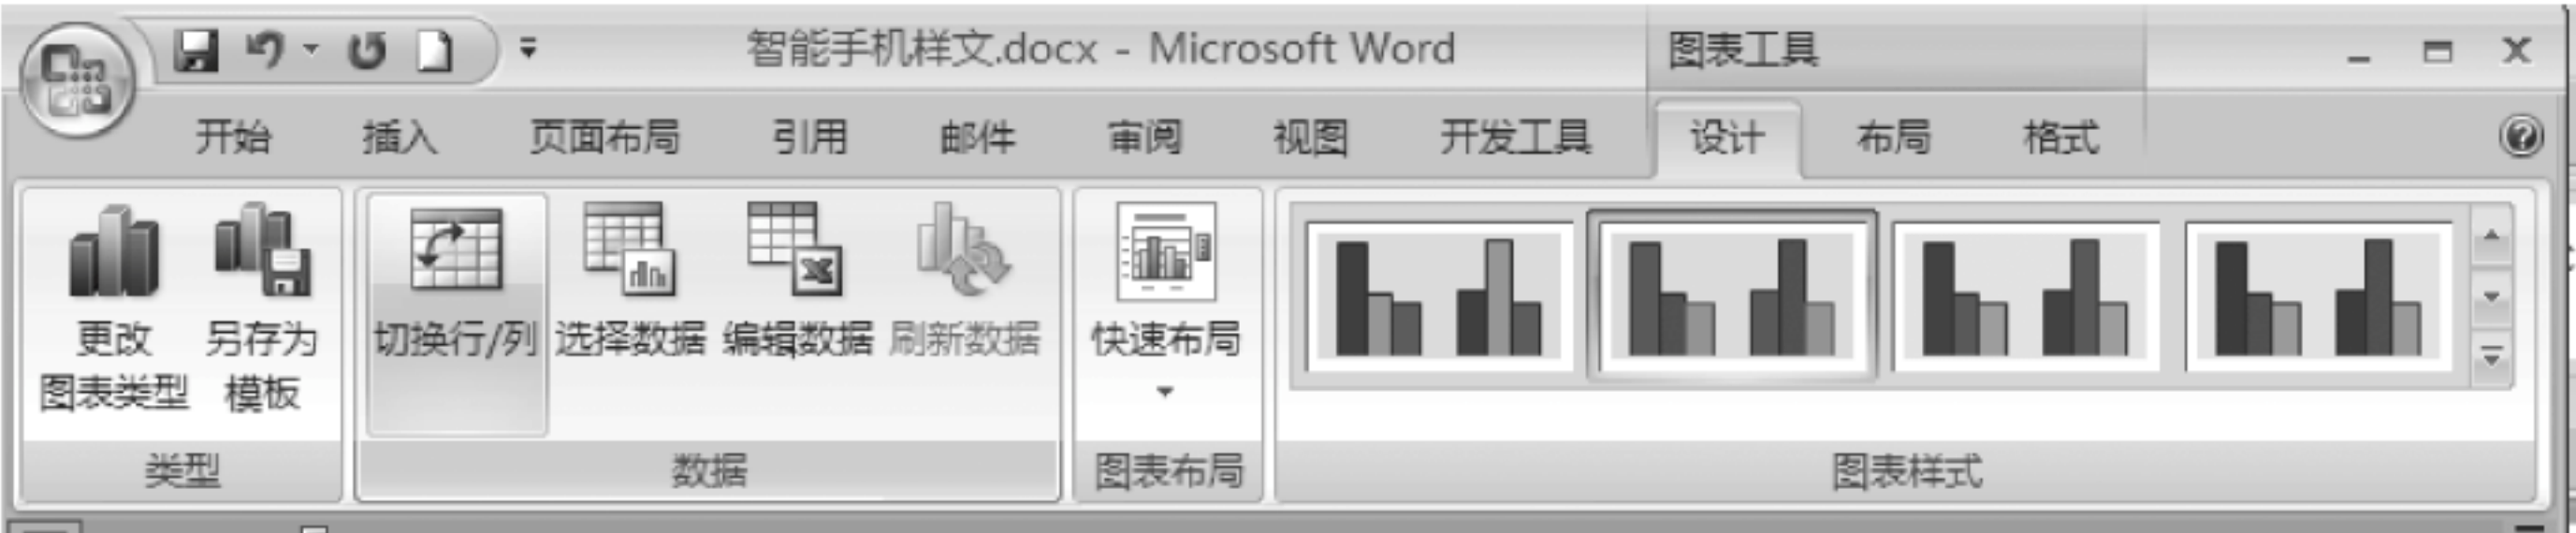 智能手机样文.docx - Microsoft Word 图表工具
开始 插入 页面布局 引用 邮件 审阅 视图 开发工具 设计 布局 格式
更改 另存为 切换行/列 选择数据 编辑数据 刷新数据 快速布局
图表类型 模板
类型 数据 图表布局 图表样式